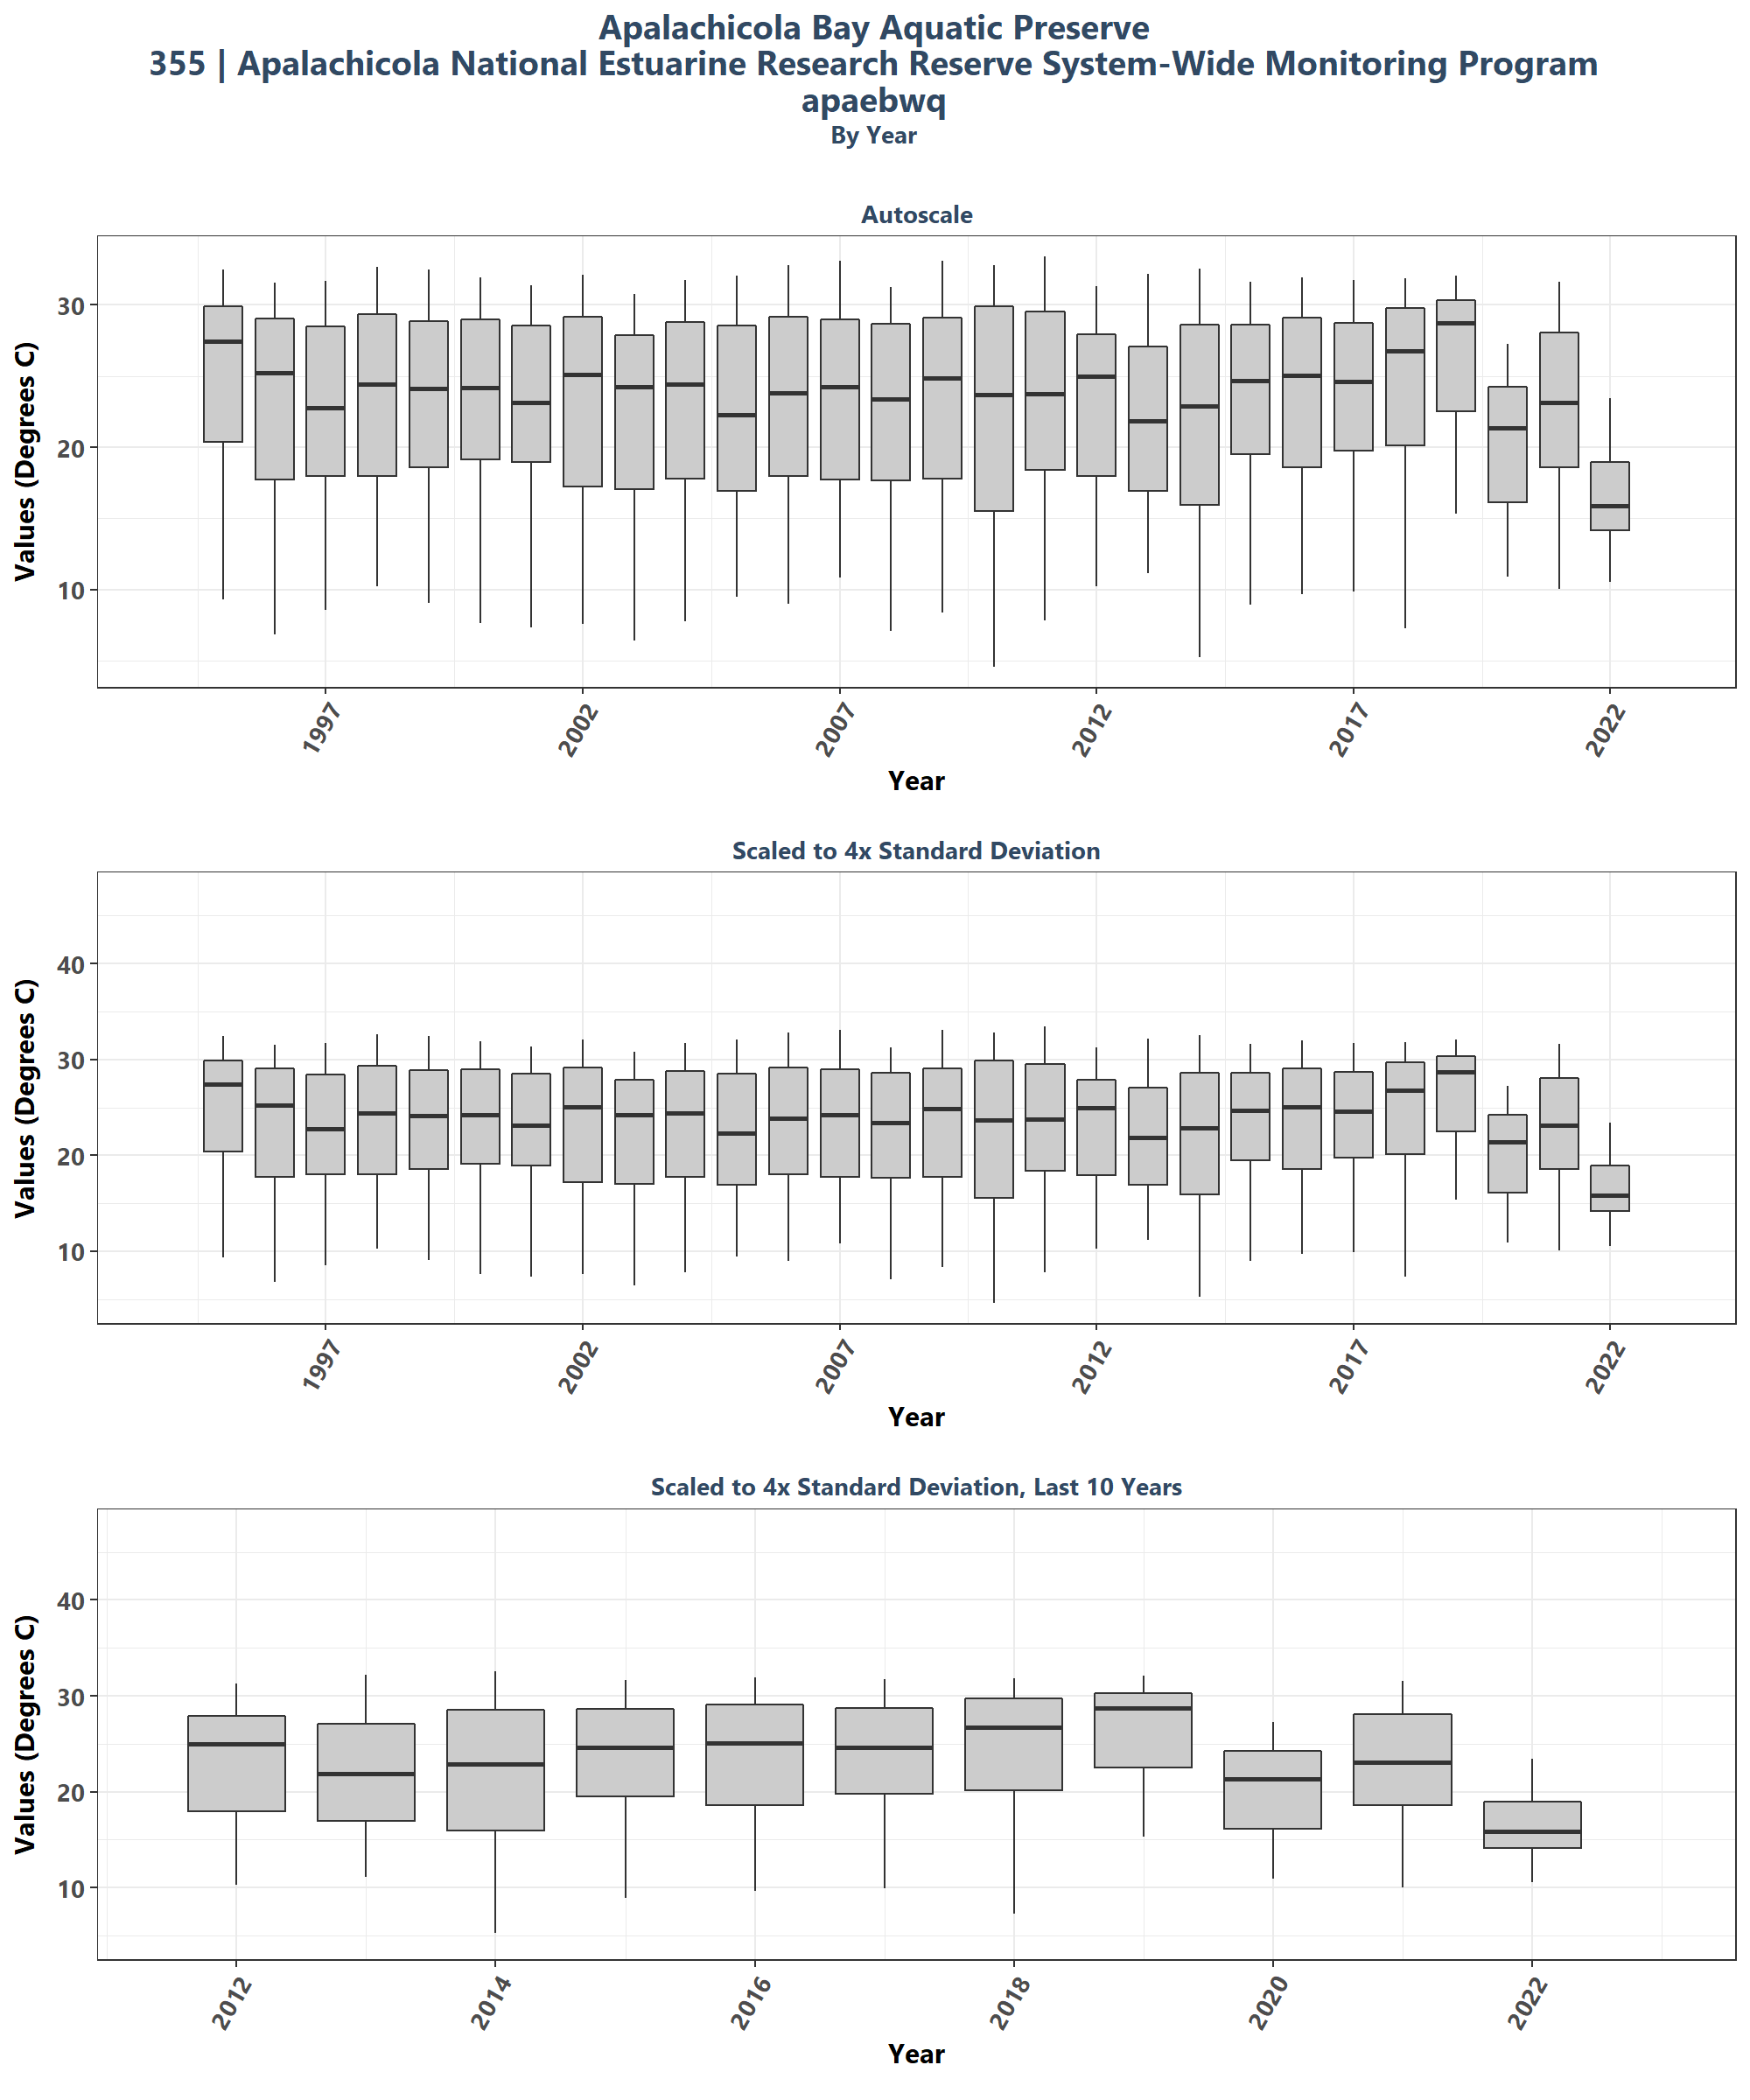 Apalachicola Bay Aquatic Preserve
355 | Apalachicola National Estuarine Research Reserve System-Wide Monitoring Program
apaebwq
By Year
Autoscale
Values (Degrees C)
30
20
10
1997
2002
2007
2012
2017
2022
Year
Scaled to 4x Standard Deviation
Values (Degrees C)
40
30
20
10
1997
2002
2007
2012
2017
2022
Year
Scaled to 4x Standard Deviation, Last 10 Years
Values (Degrees C)
40
30
20
10
2012
2014
2016
2018
2020
2022
Year